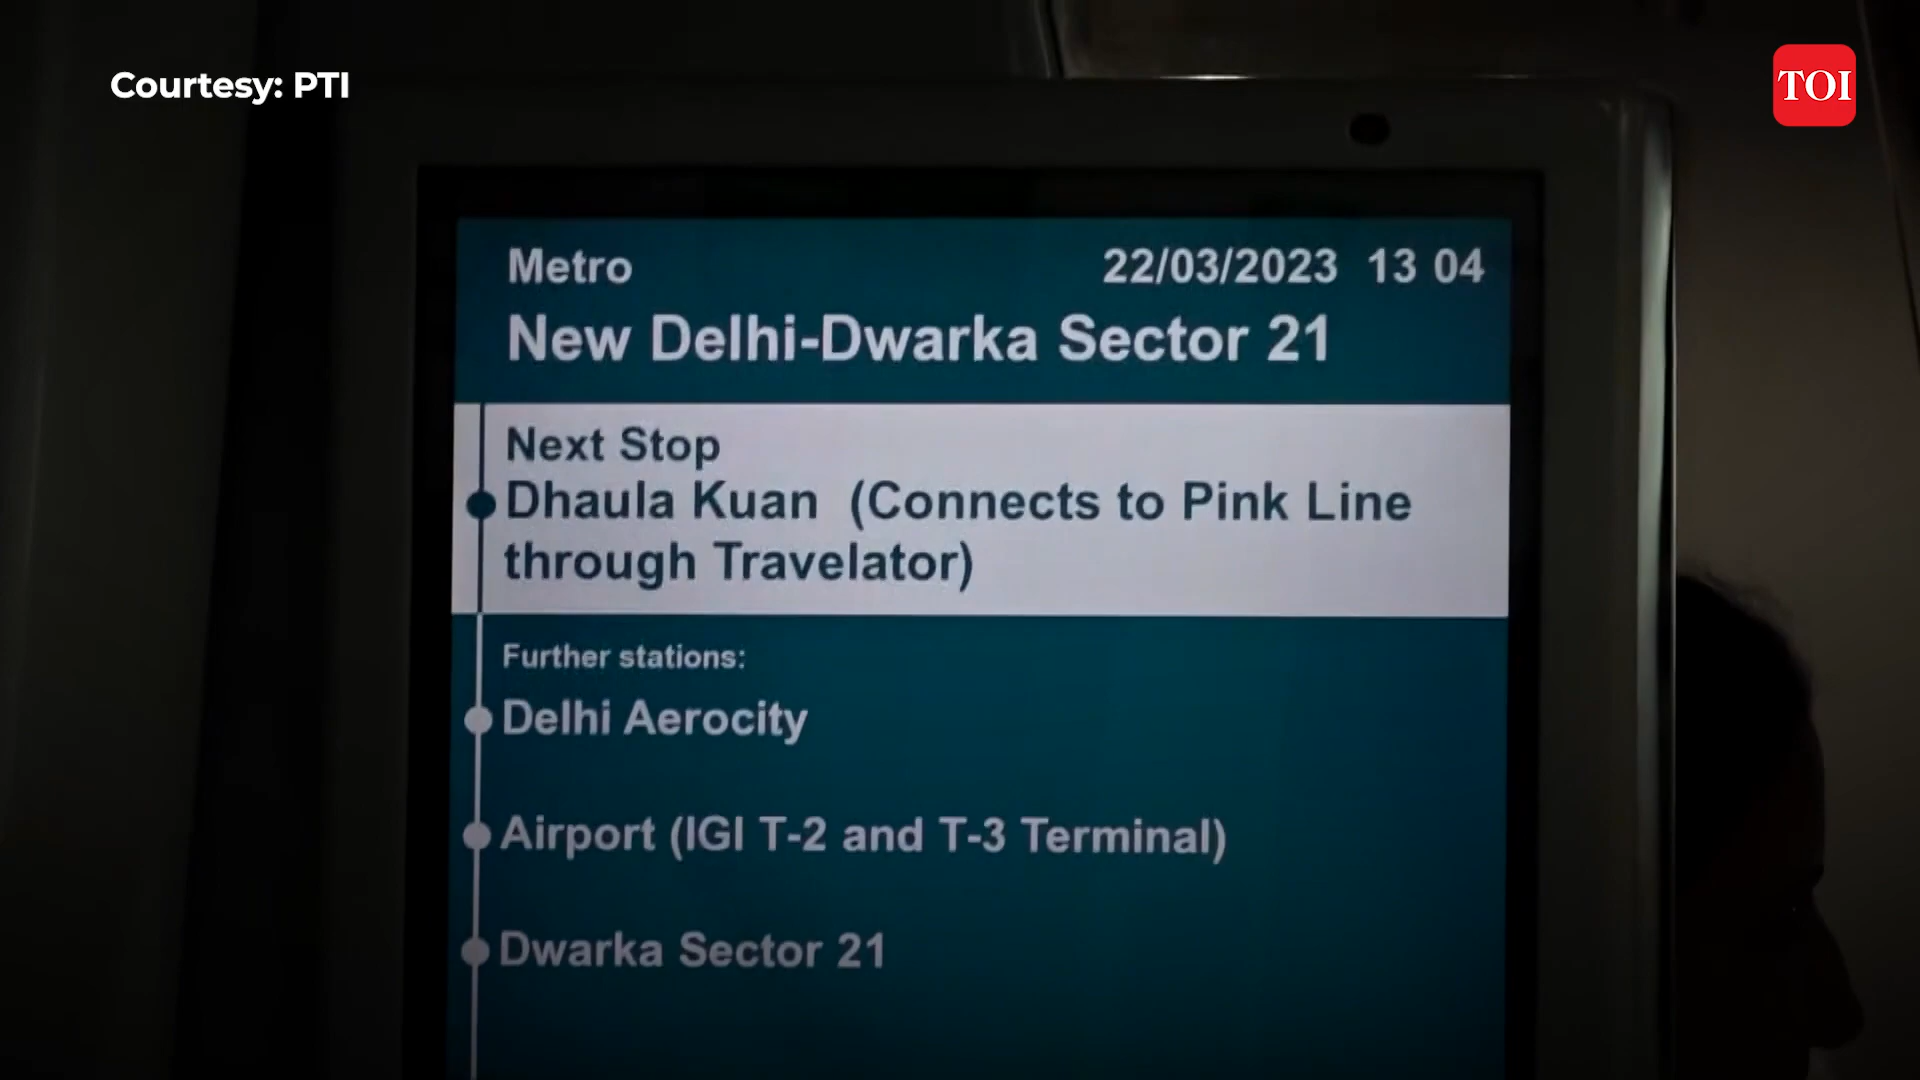 Courtesy: PTI
TOI
Metro 22/03/2023 13 04
New Delhi-Dwarka Sector 21
Next Stop
Dhaula Kuan (Connects to Pink Line
through Travelator)
Further stations:
Delhi Aerocity
Airport (IGI T-2 and T-3 Terminal)
Dwarka Sector 21